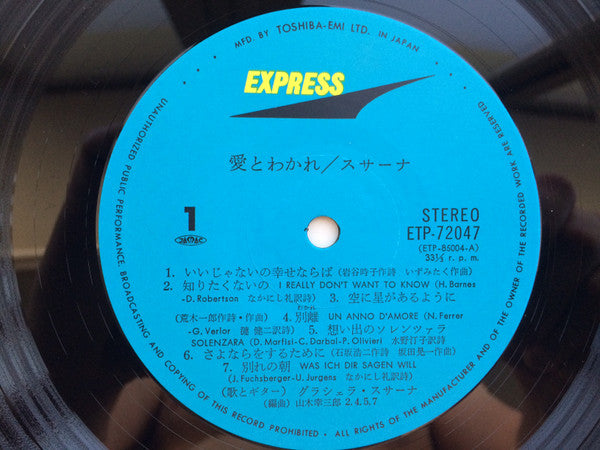 MFD. BY TOSHIBA-EMI LTD. IN JAPAN
EXPRESS
愛とわかれ/スサーナ
1
JASRAC
STEREO
ETP-72047
(ETP-85004-A)
33⅓ r. p. m.
1. いいじゃないの幸せならば (岩谷時子作詩 いずみたく作曲)
2. 知りたくないの I REALLY DON'T WANT TO KNOW (H. Barnes
-D. Robertson なかにし礼訳詩) 3. 空に星があるように
(荒木一郎作詩・作曲) 4. 別離 UN ANNO D'AMORE (N. Ferrer
-G. Verlor 健二訳詩) 5. 想い出のソレンツァラ
SOLENZARA (D. Marfisi-C. Darbal-P. Olivieri 水野汀子訳詩)
6. さよならをするために (石坂浩二作詩 坂田晃一作曲)
7. 別れの朝 WAS ICH DIR SAGEN WILL
(J. Fuchsberger-U. Jurgens なかにし礼訳詩)
(歌とギター) グラシェラ・スサーナ
(編曲) 山木幸三郎 2.4.5.7
UNAUTHORIZED PUBLIC PERFORMANCE. BROADCASTING AND COPYING OF THIS RECORD PROHIBITED • ALL RIGHTS OF THE MANUFACTURER AND OF THE OWNER OF THE RECORDED WORK ARE RESERVED